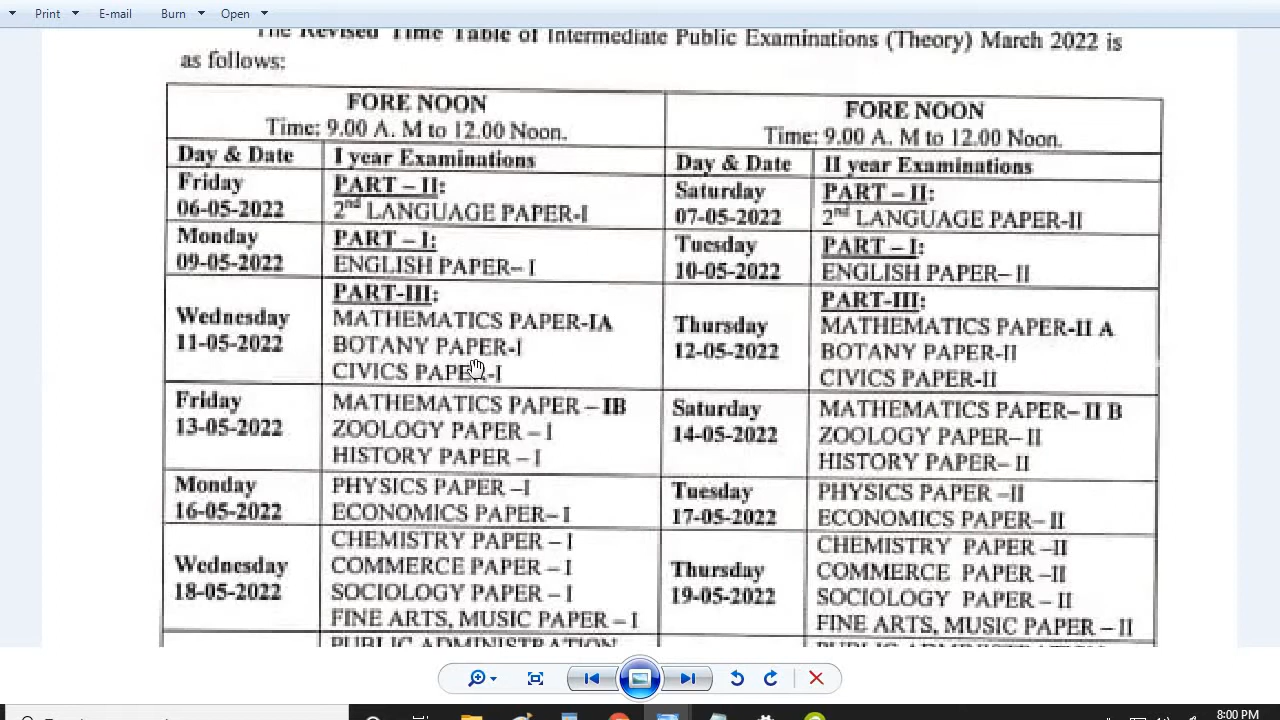 Print E-mail Burn Open
The Revised Time Table of Intermediate Public Examinations (Theory) March 2022 is
as follows:
FORE NOON
Time: 9.00 A. M to 12.00 Noon.
FORE NOON
Time: 9.00 A. M to 12.00 Noon.
Day & Date
I year Examinations
Day & Date
II year Examinations
Friday
06-05-2022
PART – II:
2nd LANGUAGE PAPER-I
Saturday
07-05-2022
PART – II:
2nd LANGUAGE PAPER-II
Monday
09-05-2022
PART – I:
ENGLISH PAPER– I
Tuesday
10-05-2022
PART – I:
ENGLISH PAPER– II
Wednesday
11-05-2022
PART-III:
MATHEMATICS PAPER-IA
BOTANY PAPER-I
CIVICS PAPER-I
Thursday
12-05-2022
PART-III:
MATHEMATICS PAPER-II A
BOTANY PAPER-II
CIVICS PAPER-II
Friday
13-05-2022
MATHEMATICS PAPER – IB
ZOOLOGY PAPER – I
HISTORY PAPER – I
Saturday
14-05-2022
MATHEMATICS PAPER– II B
ZOOLOGY PAPER– II
HISTORY PAPER– II
Monday
16-05-2022
PHYSICS PAPER –I
ECONOMICS PAPER– I
Tuesday
17-05-2022
PHYSICS PAPER –II
ECONOMICS PAPER– II
Wednesday
18-05-2022
CHEMISTRY PAPER – I
COMMERCE PAPER – I
SOCIOLOGY PAPER – I
FINE ARTS, MUSIC PAPER – I
Thursday
19-05-2022
CHEMISTRY PAPER –II
COMMERCE PAPER –II
SOCIOLOGY PAPER – II
FINE ARTS, MUSIC PAPER – II
PUBLIC ADMINISTRATION
8:00 PM